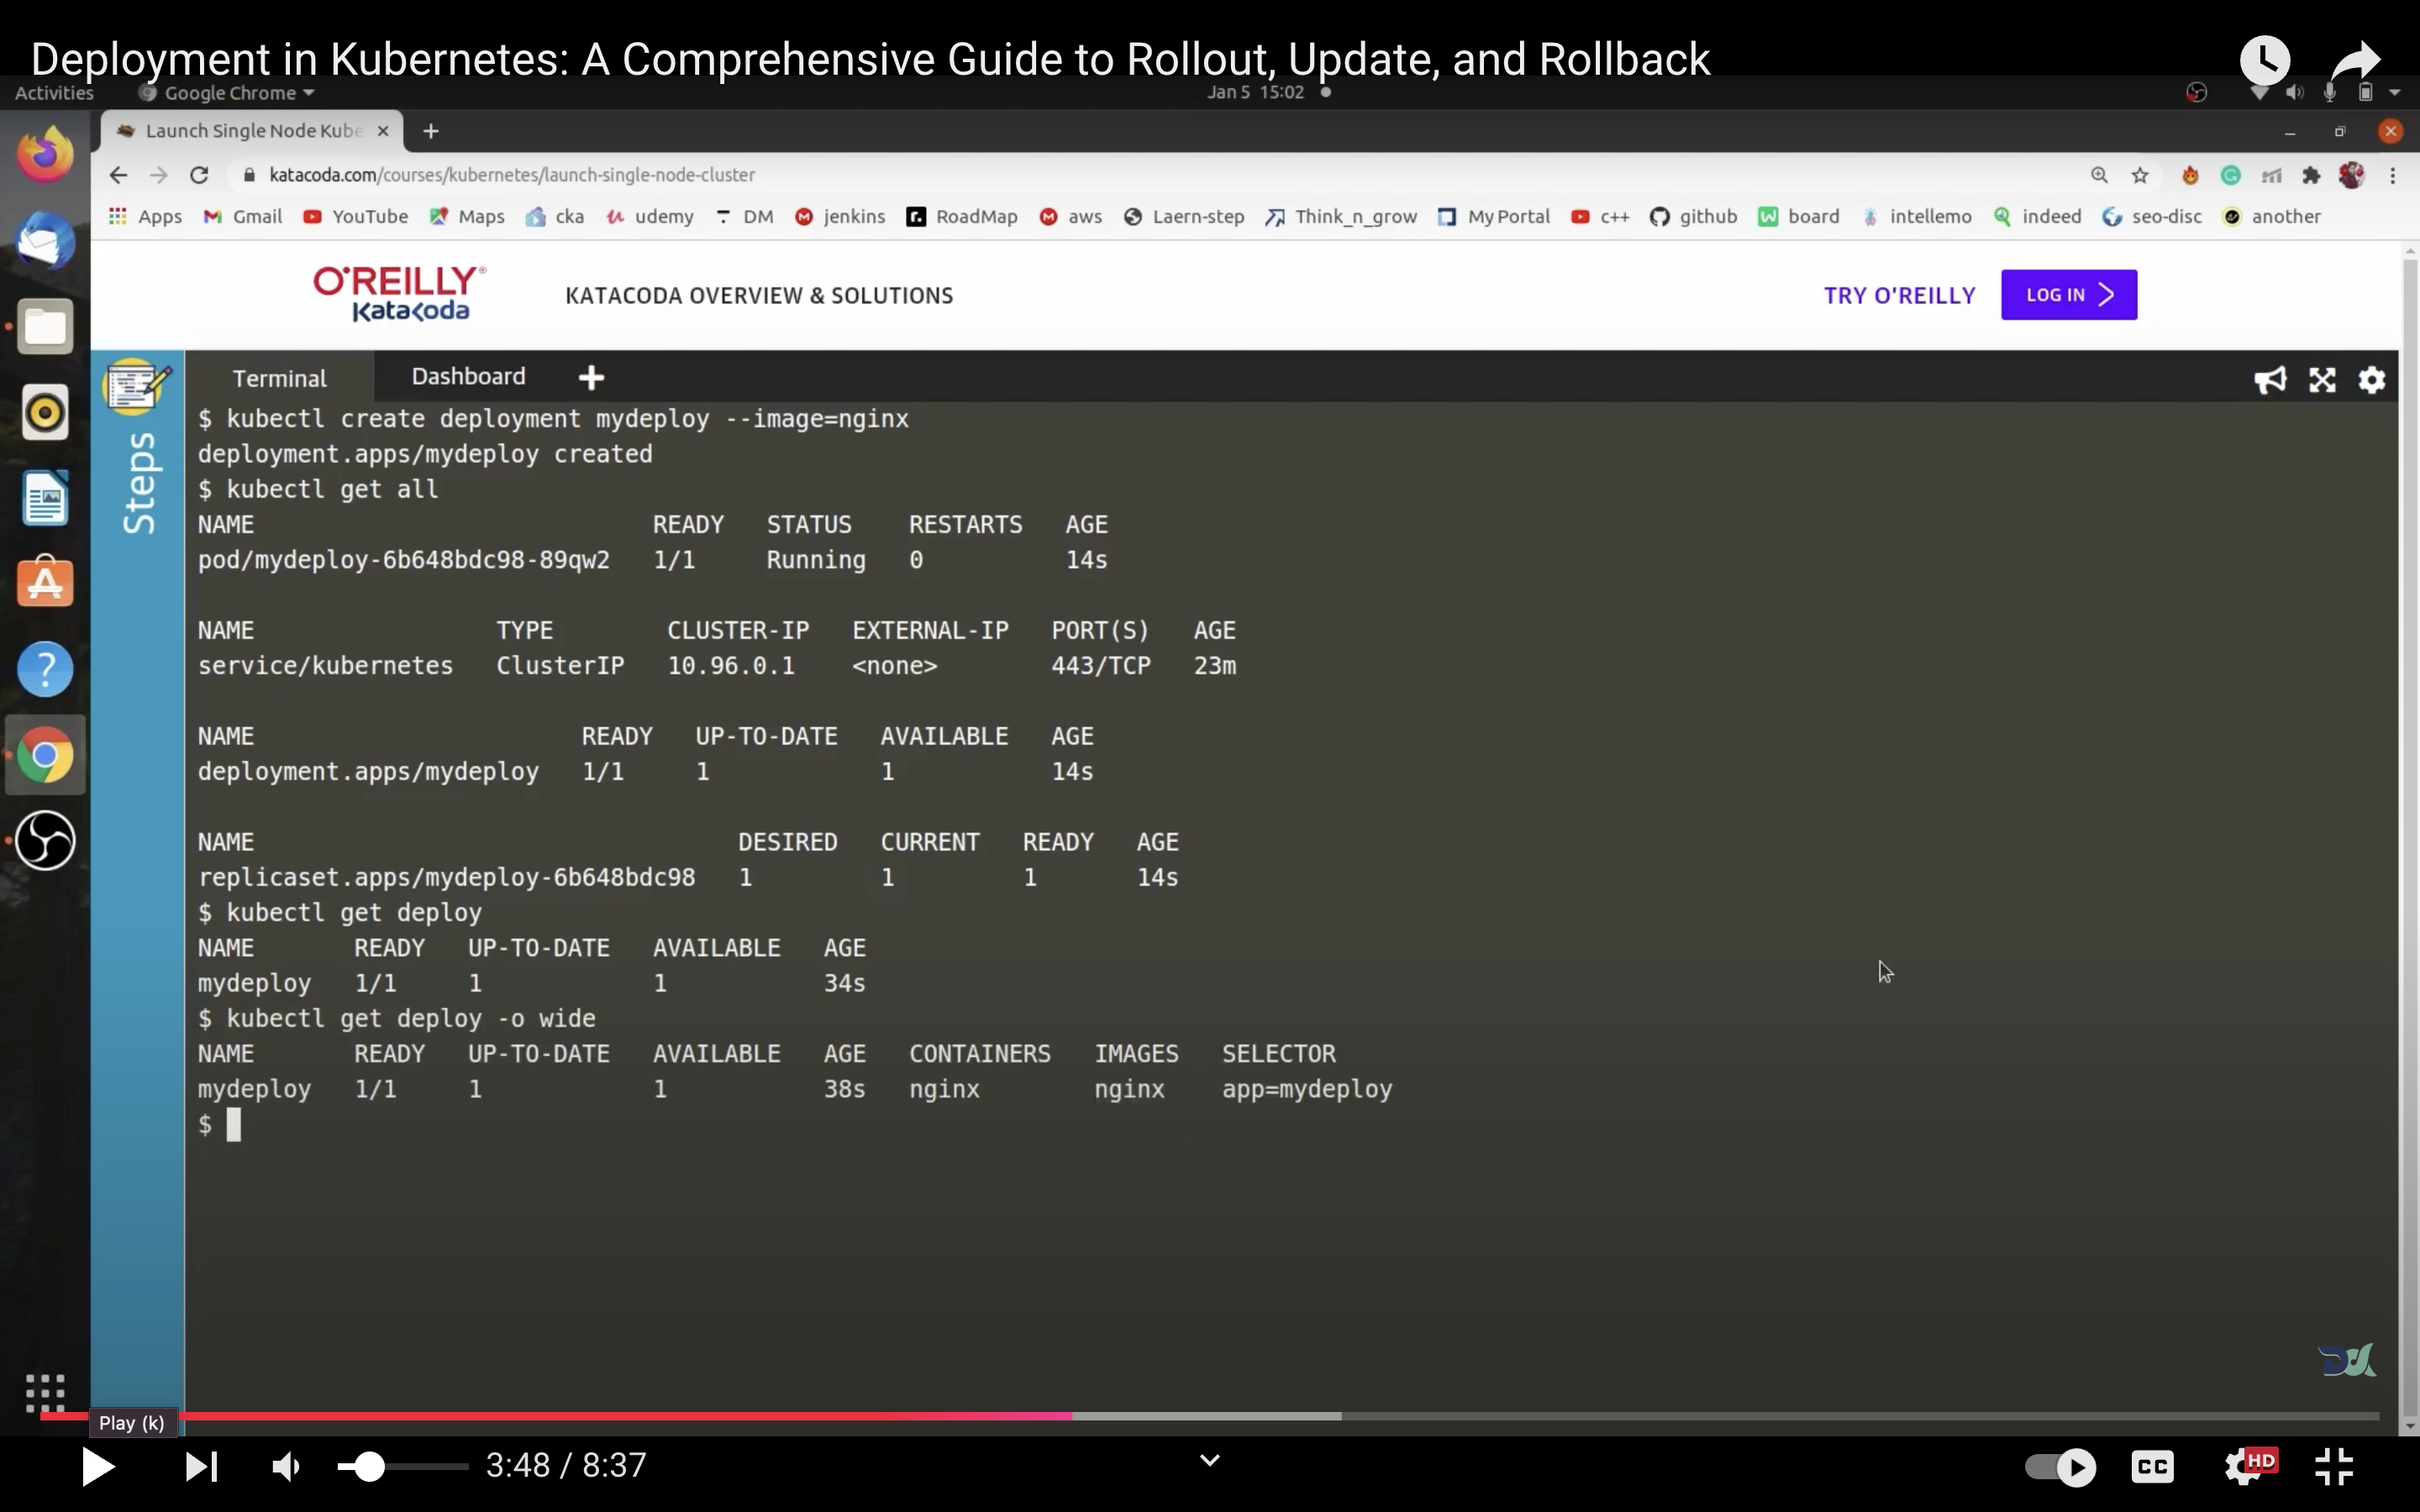 Deployment in Kubernetes: A Comprehensive Guide to Rollout, Update, and Rollback
Activities Google Chrome Jan 5 15:02
Launch Single Node Kube
katacoda.com/courses/kubernetes/launch-single-node-cluster
Apps Gmail YouTube Maps cka udemy DM jenkins RoadMap aws Laern-step Think_n_grow My Portal c++ github board intellemo indeed seo-disc another
O'REILLY®
Katacoda
KATACODA OVERVIEW & SOLUTIONS
TRY O'REILLY LOG IN
Steps
Terminal Dashboard
$ kubectl create deployment mydeploy --image=nginx
deployment.apps/mydeploy created
$ kubectl get all
NAME READY STATUS RESTARTS AGE
pod/mydeploy-6b648bdc98-89qw2 1/1 Running 0 14s
NAME TYPE CLUSTER-IP EXTERNAL-IP PORT(S) AGE
service/kubernetes ClusterIP 10.96.0.1 <none> 443/TCP 23m
NAME READY UP-TO-DATE AVAILABLE AGE
deployment.apps/mydeploy 1/1 1 1 14s
NAME DESIRED CURRENT READY AGE
replicaset.apps/mydeploy-6b648bdc98 1 1 1 14s
$ kubectl get deploy
NAME READY UP-TO-DATE AVAILABLE AGE
mydeploy 1/1 1 1 34s
$ kubectl get deploy -o wide
NAME READY UP-TO-DATE AVAILABLE AGE CONTAINERS IMAGES SELECTOR
mydeploy 1/1 1 1 38s nginx nginx app=mydeploy
$
Play (k)
3:48 / 8:37
CC
HD